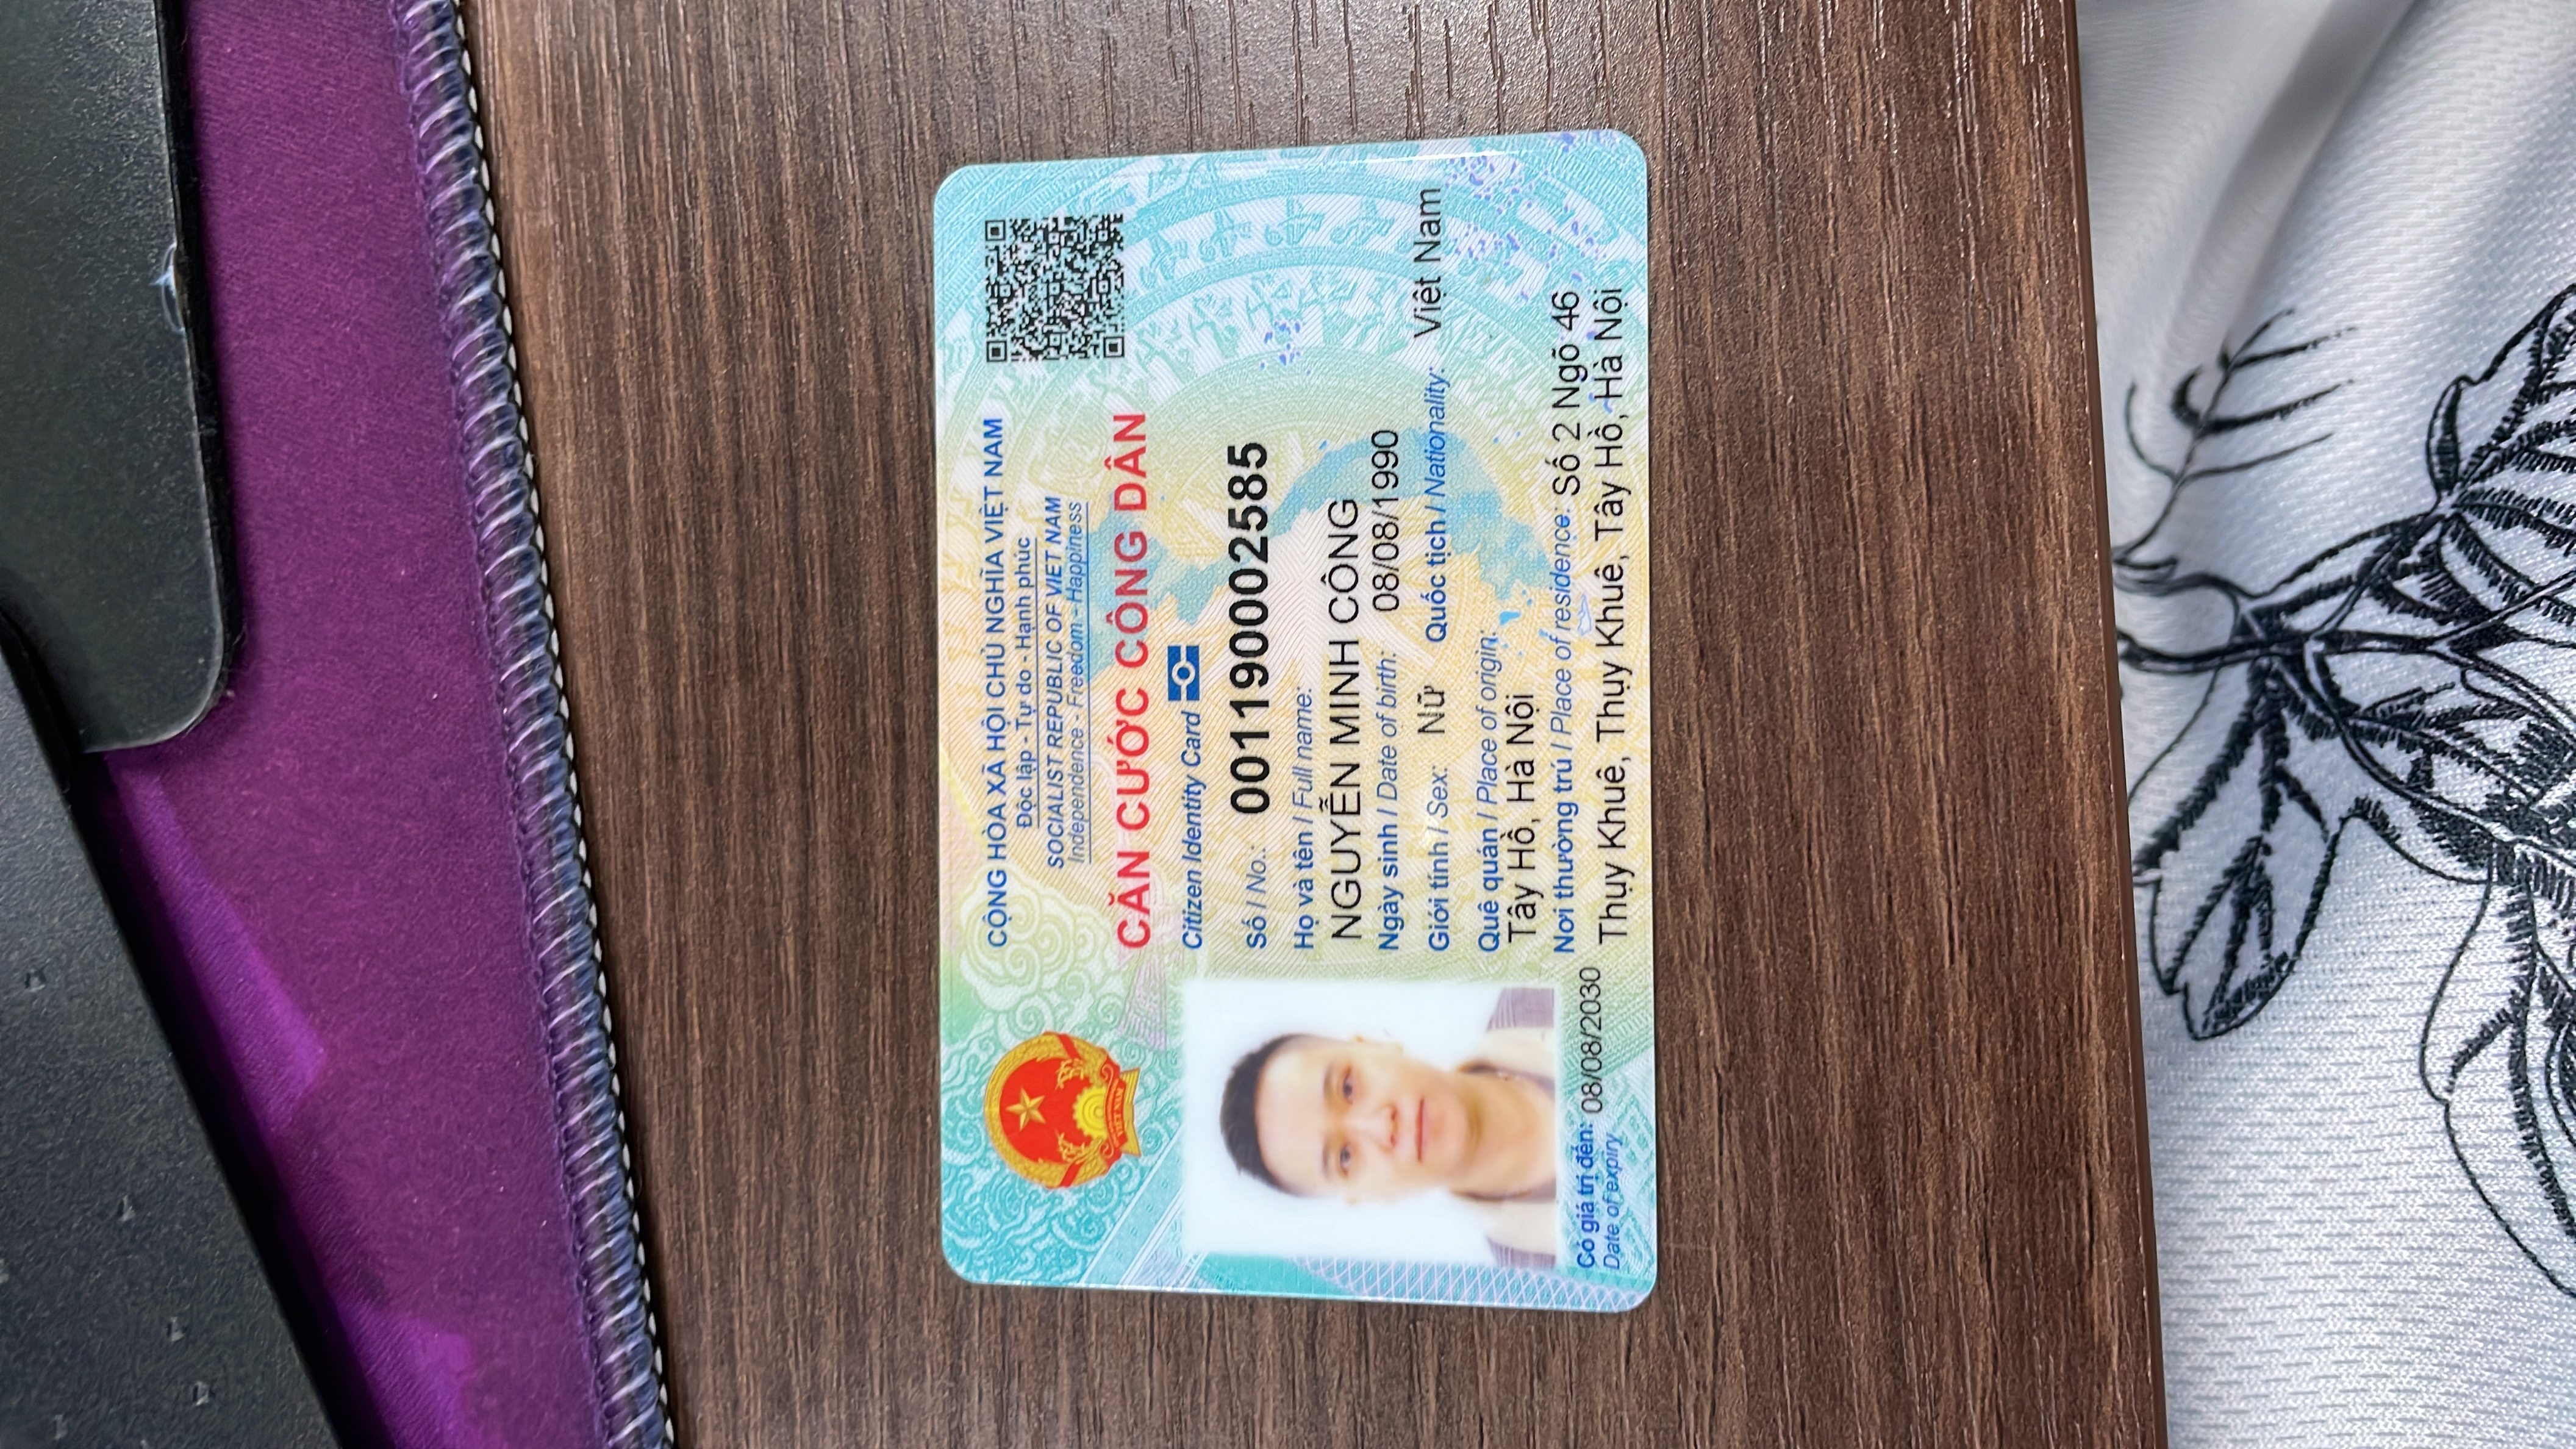 CỘNG HÒA XÃ HỘI CHỦ NGHĨA VIỆT NAM
Độc lập - Tự do - Hạnh phúc
SOCIALIST REPUBLIC OF VIET NAM
Independence - Freedom - Happiness
CĂN CƯỚC CÔNG DÂN
Citizen Identity Card
Số / No.: 001190002585
Họ và tên / Full name:
NGUYỄN MINH CÔNG
Ngày sinh / Date of birth: 08/08/1990
Giới tính / Sex: Nữ Quốc tịch / Nationality: Việt Nam
Quê quán / Place of origin:
Tây Hồ, Hà Nội
Nơi thường trú / Place of residence: Số 2 Ngõ 46
Thụy Khuê, Thụy Khuê, Tây Hồ, Hà Nội
Có giá trị đến: 08/08/2030
Date of expiry
VIỆT NAM